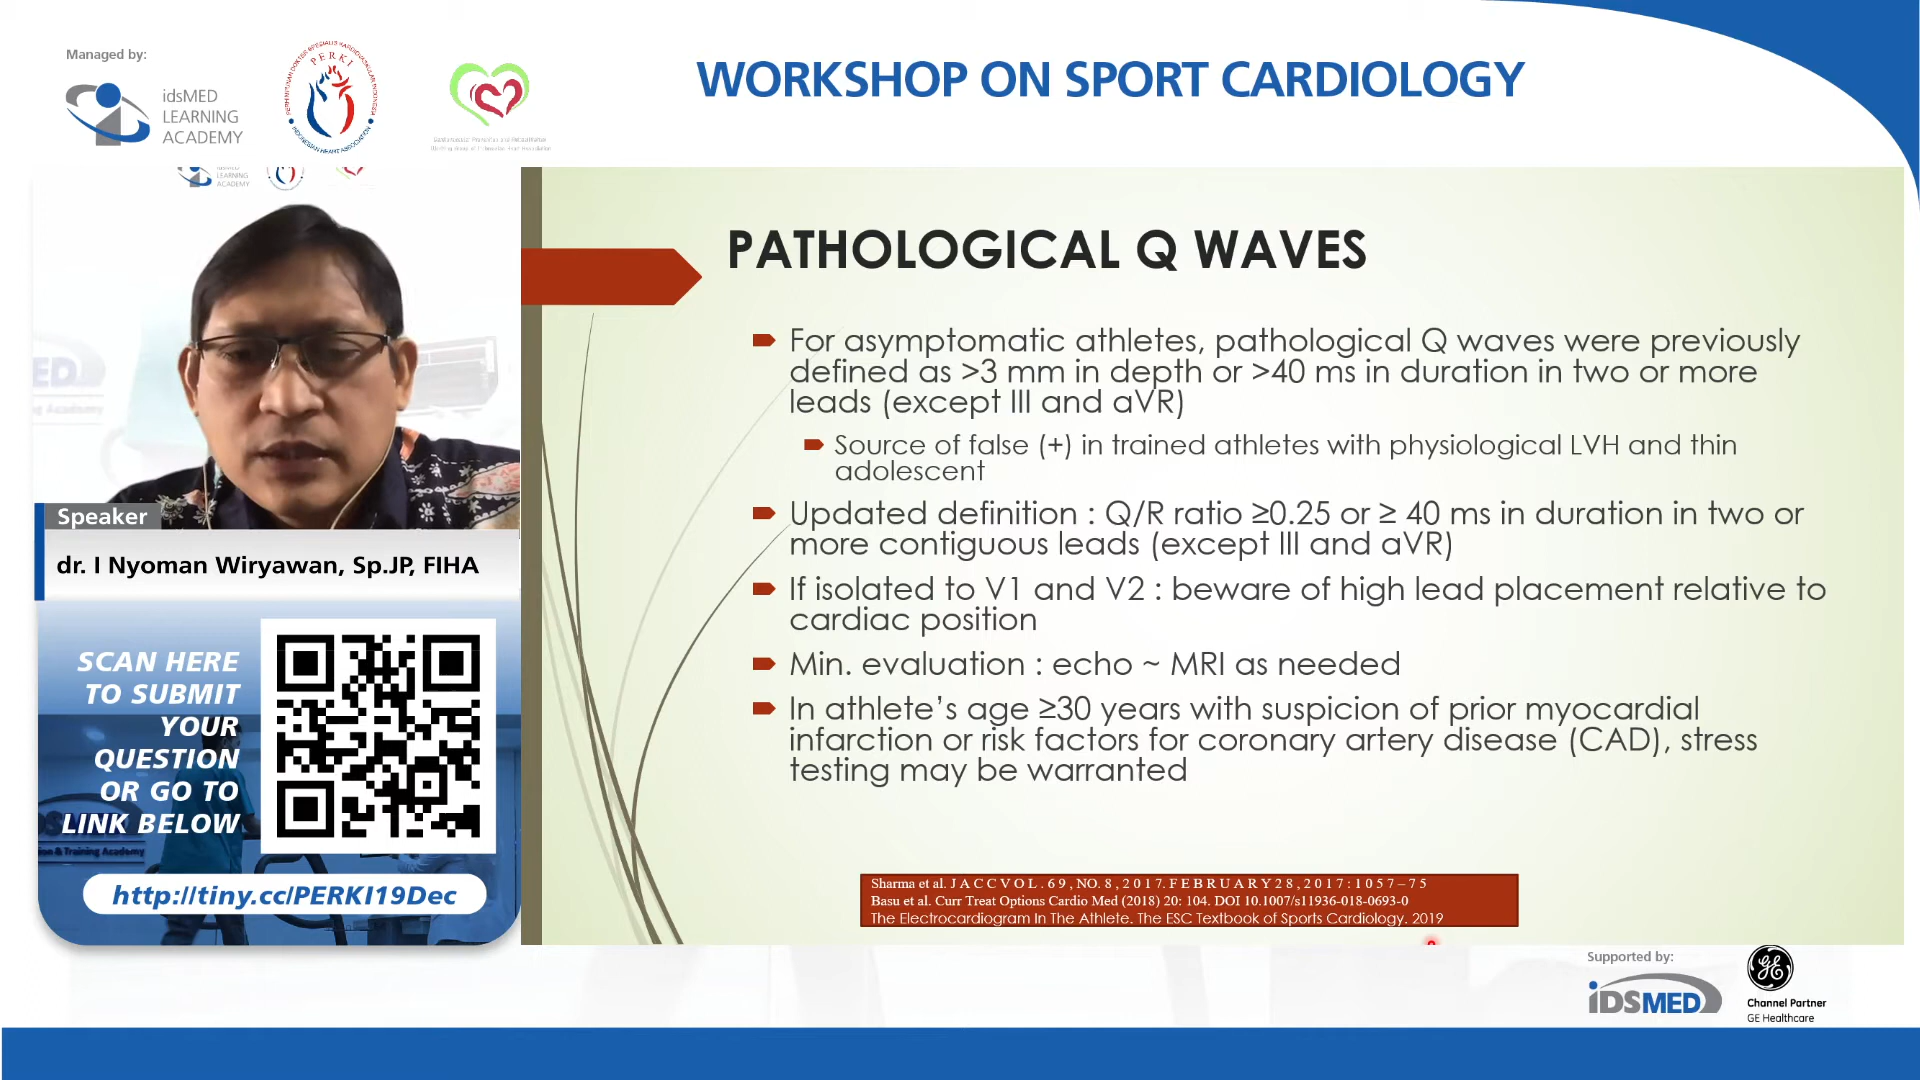 Managed by:
idsMED
LEARNING
ACADEMY
PERKI
INDONESIAN HEART ASSOCIATION
WORKSHOP ON SPORT CARDIOLOGY
LEARNING
ACADEMY
PATHOLOGICAL Q WAVES
For asymptomatic athletes, pathological Q waves were previously
defined as >3 mm in depth or >40 ms in duration in two or more
leads (except III and aVR)
Source of false (+) in trained athletes with physiological LVH and thin
adolescent
Updated definition : Q/R ratio ≥0.25 or ≥ 40 ms in duration in two or
more contiguous leads (except III and aVR)
If isolated to V1 and V2 : beware of high lead placement relative to
cardiac position
Min. evaluation : echo ~ MRI as needed
In athlete’s age ≥30 years with suspicion of prior myocardial
infarction or risk factors for coronary artery disease (CAD), stress
testing may be warranted
Sharma et al. J A C C V O L . 6 9 , N O. 8 , 2 0 1 7. F E B R U A R Y 2 8 , 2 0 1 7 : 1 0 5 7 – 7 5
Basu et al. Curr Treat Options Cardio Med (2018) 20: 104. DOI 10.1007/s11936-018-0693-0
The Electrocardiogram In The Athlete. The ESC Textbook of Sports Cardiology. 2019
Speaker
dr. I Nyoman Wiryawan, Sp.JP, FIHA
SCAN HERE
TO SUBMIT
YOUR
QUESTION
OR GO TO
LINK BELOW
http://tiny.cc/PERKI19Dec
Supported by:
iDSMED
GE
Channel Partner
GE Healthcare